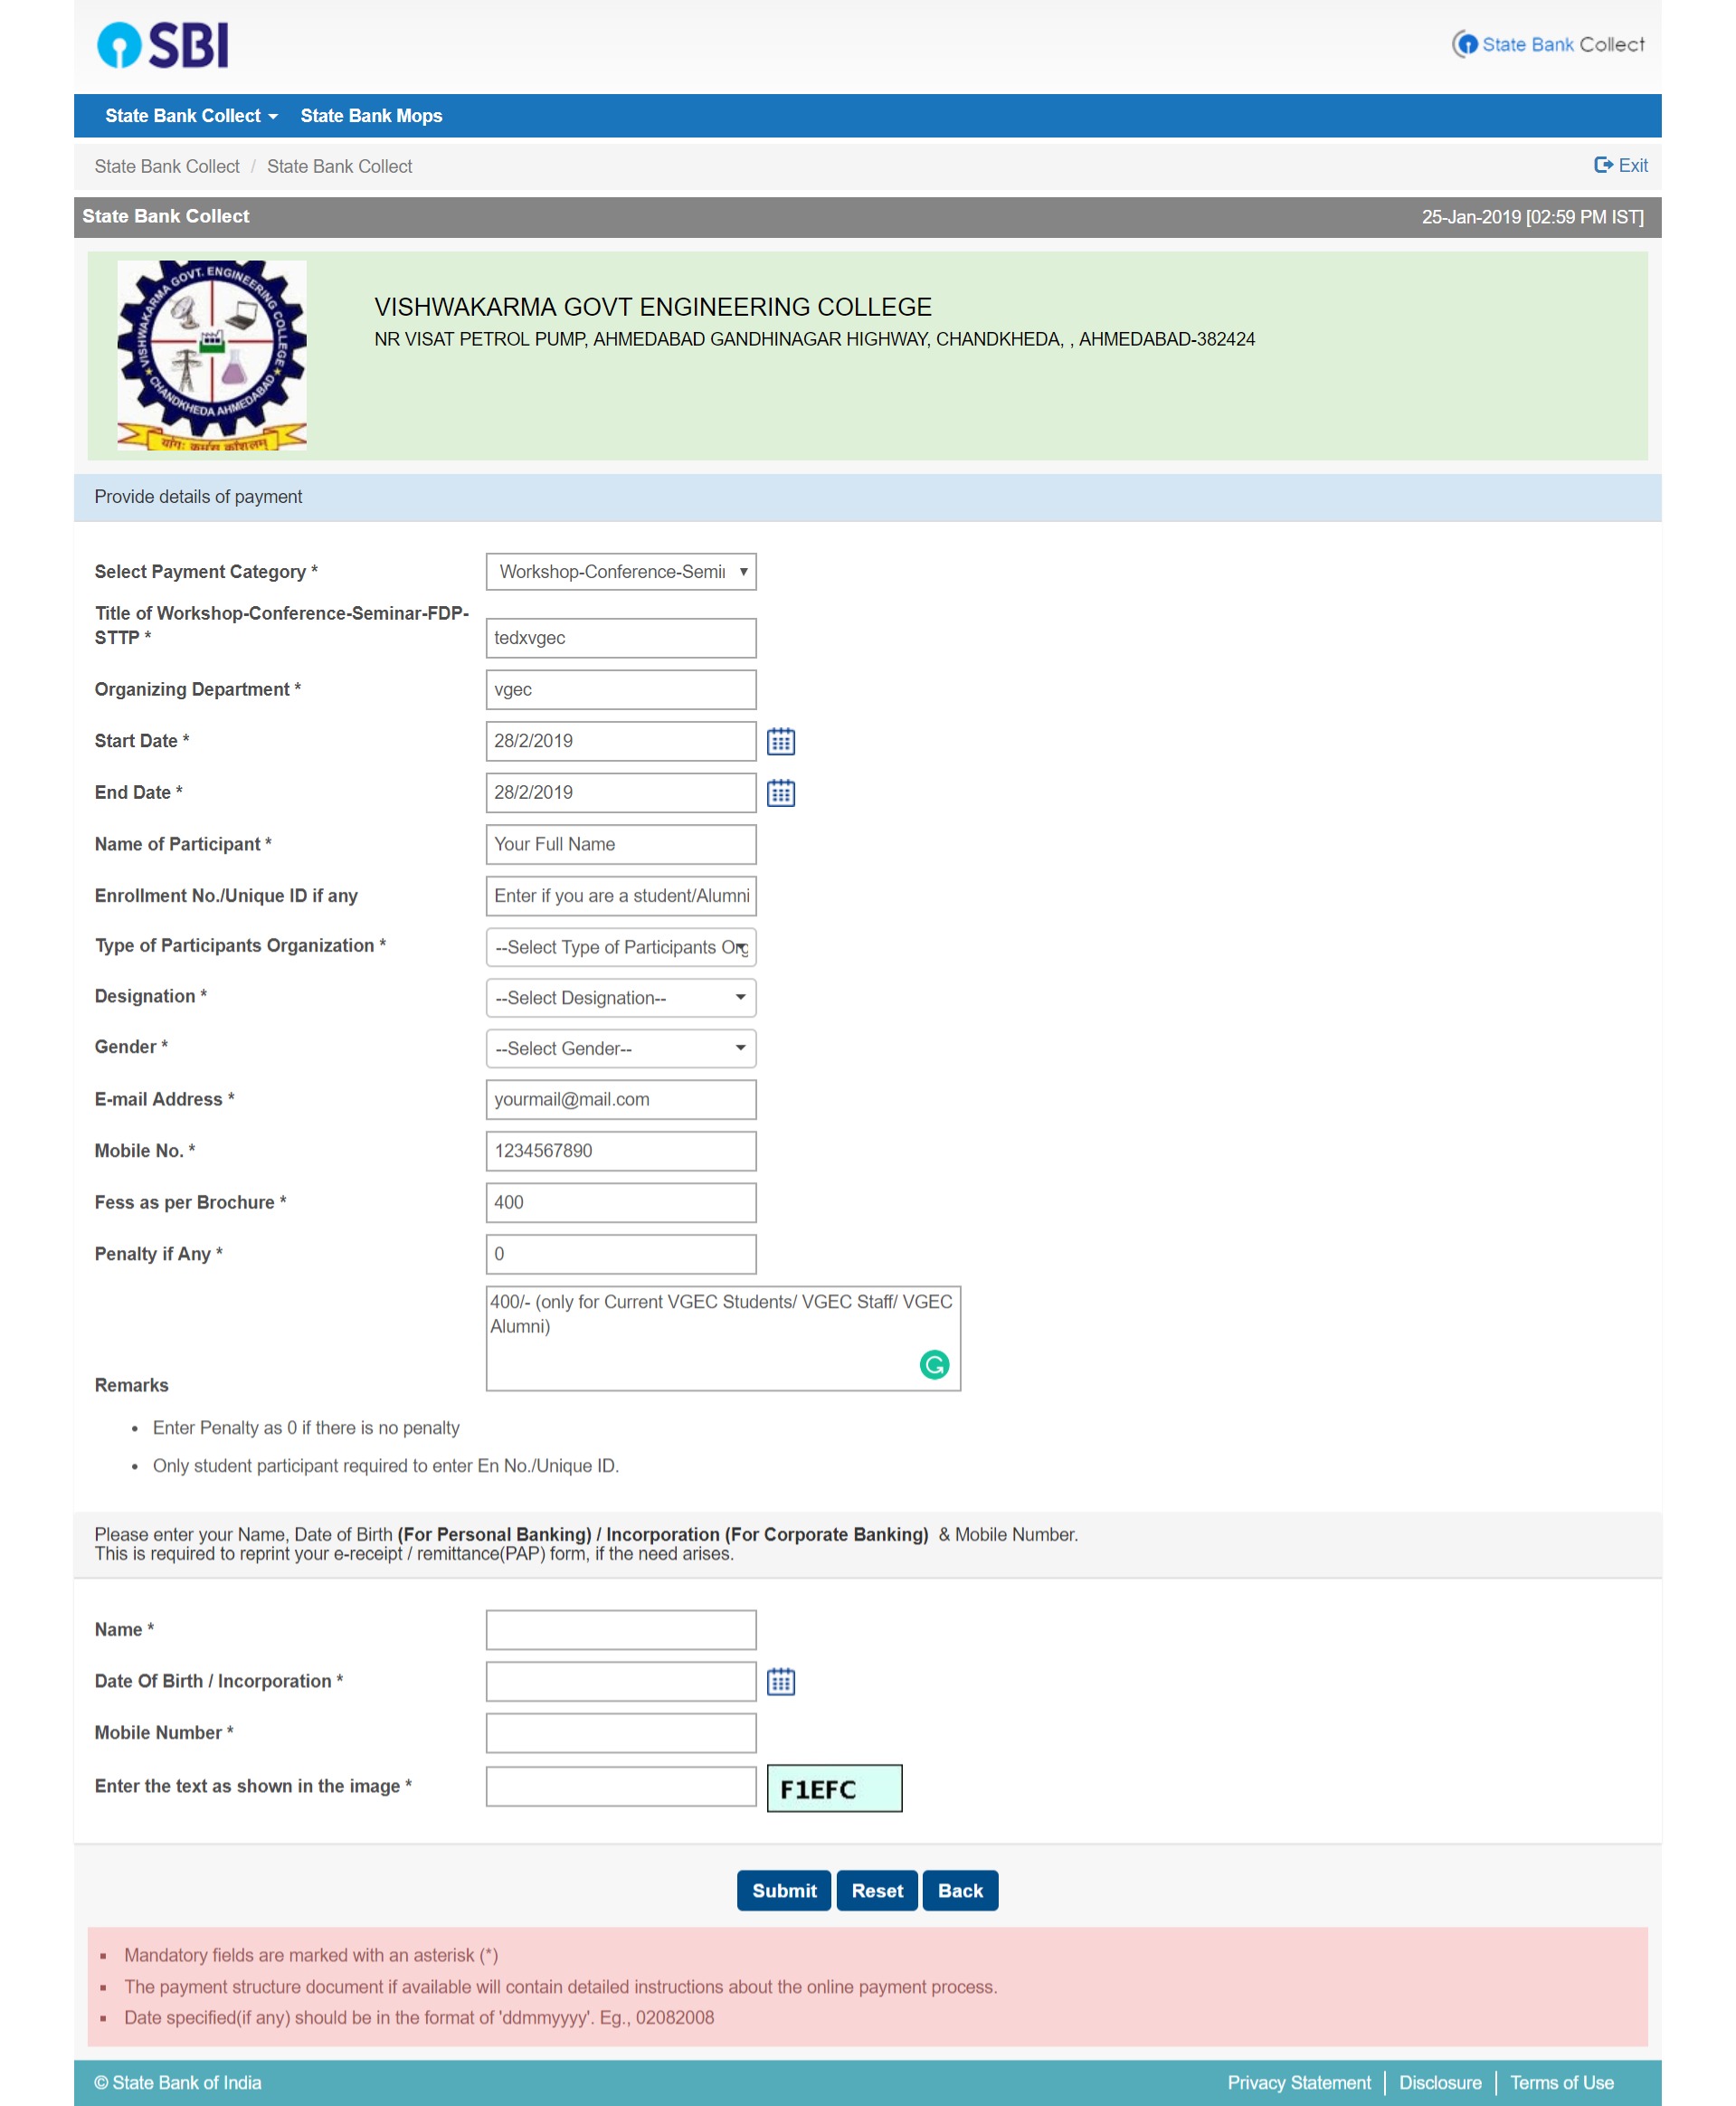 SBI
State Bank Collect
State Bank Collect State Bank Mops
State Bank Collect / State Bank Collect
Exit
State Bank Collect
25-Jan-2019 [02:59 PM IST]
VISHWAKARMA GOVT. ENGINEERING COLLEGE
CHANDKHEDA AHMEDABAD
VISHWAKARMA GOVT ENGINEERING COLLEGE
NR VISAT PETROL PUMP, AHMEDABAD GANDHINAGAR HIGHWAY, CHANDKHEDA, , AHMEDABAD-382424
Provide details of payment
Select Payment Category * Workshop-Conference-Semi
Title of Workshop-Conference-Seminar-FDP-
STTP * tedxvgec
Organizing Department * vgec
Start Date * 28/2/2019
End Date * 28/2/2019
Name of Participant * Your Full Name
Enrollment No./Unique ID if any Enter if you are a student/Alumni
Type of Participants Organization * --Select Type of Participants Org
Designation * --Select Designation--
Gender * --Select Gender--
E-mail Address * yourmail@mail.com
Mobile No. * 1234567890
Fess as per Brochure * 400
Penalty if Any * 0
400/- (only for Current VGEC Students/ VGEC Staff/ VGEC
Alumni)
Remarks
• Enter Penalty as 0 if there is no penalty
• Only student participant required to enter En No./Unique ID.
Please enter your Name, Date of Birth (For Personal Banking) / Incorporation (For Corporate Banking) & Mobile Number.
This is required to reprint your e-receipt / remittance(PAP) form, if the need arises.
Name *
Date Of Birth / Incorporation *
Mobile Number *
Enter the text as shown in the image * F1EFC
Submit Reset Back
▪ Mandatory fields are marked with an asterisk (*)
▪ The payment structure document if available will contain detailed instructions about the online payment process.
▪ Date specified(if any) should be in the format of 'ddmmyyyy'. Eg., 02082008
© State Bank of India
Privacy Statement | Disclosure | Terms of Use